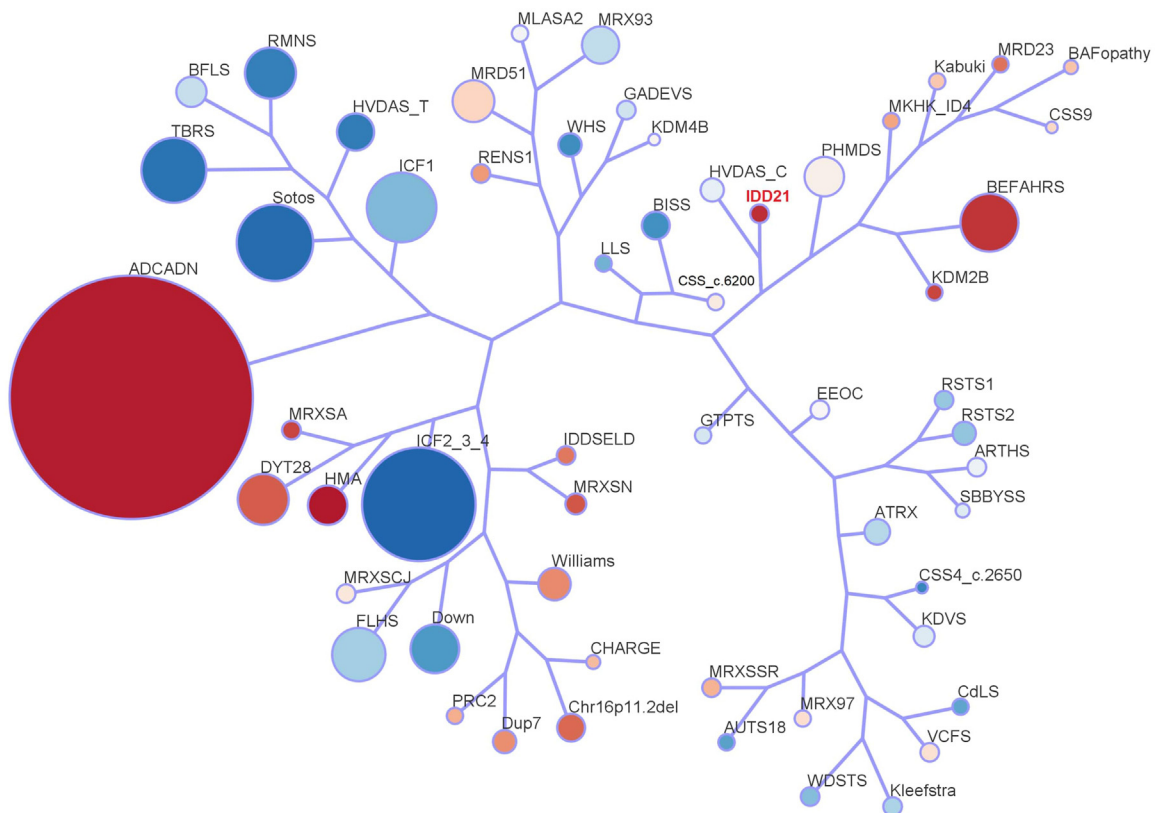 MLASA2
MRX93
RMNS
BFLS
MRD51
HVDAS_T
GADEVS
WHS
KDM4B
TBRS
RENS1
ICF1
Sotos
Kabuki
MRD23
BAFopathy
MKHK_ID4
CSS9
PHMDS
HVDAS_C
IDD21
BEFAHRS
BISS
LLS
CSS_c.6200
KDM2B
ADCADN
EEOC
GTPTS
RSTS1
RSTS2
ARTHS
SBBYSS
MRXSA
ICF2_3_4
IDDSELD
DYT28
HMA
MRXSN
ATRX
Williams
CSS4_c.2650
MRXSCJ
FLHS
Down
KDVS
CHARGE
MRXSSR
PRC2
Dup7
Chr16p11.2del
MRX97
AUTS18
CdLS
VCFS
WDSTS
Kleefstra